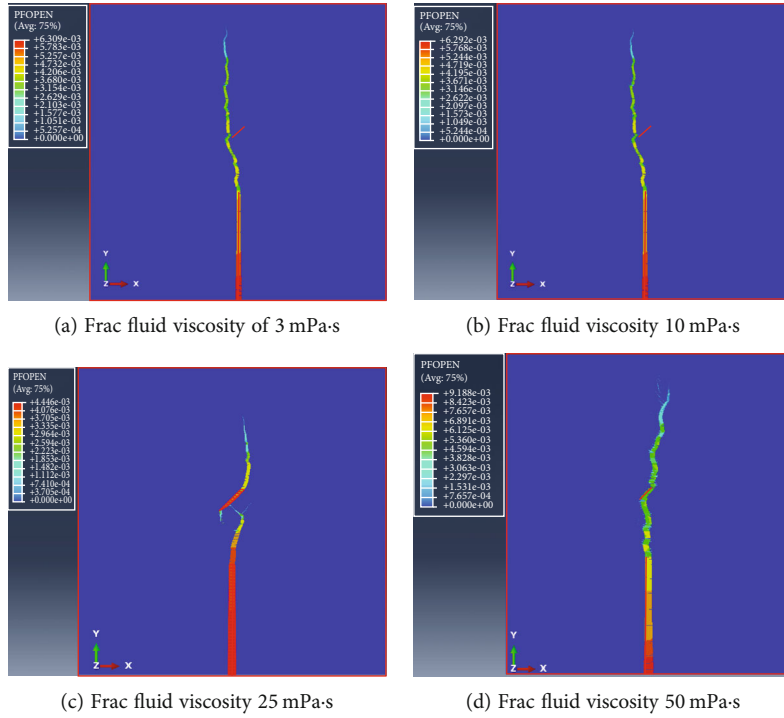 PFOPEN
(Avg: 75%)
+6.309e-03
+5.783e-03
+5.257e-03
+4.732e-03
+4.206e-03
+3.680e-03
+3.154e-03
+2.629e-03
+2.103e-03
+1.577e-03
+1.051e-03
+5.257e-04
+0.000e+00
Y
Z X
(a) Frac fluid viscosity of 3 mPa·s
PFOPEN
(Avg: 75%)
+6.292e-03
+5.768e-03
+5.244e-03
+4.719e-03
+4.195e-03
+3.671e-03
+3.146e-03
+2.622e-03
+2.097e-03
+1.573e-03
+1.049e-03
+5.244e-04
+0.000e+00
Y
Z X
(b) Frac fluid viscosity 10 mPa·s
PFOPEN
(Avg: 75%)
+4.446e-03
+4.076e-03
+3.705e-03
+3.335e-03
+2.964e-03
+2.594e-03
+2.223e-03
+1.853e-03
+1.482e-03
+1.112e-03
+7.410e-04
+3.705e-04
+0.000e+00
Y
Z X
(c) Frac fluid viscosity 25 mPa·s
PFOPEN
(Avg: 75%)
+9.188e-03
+8.423e-03
+7.657e-03
+6.891e-03
+6.125e-03
+5.360e-03
+4.594e-03
+3.828e-03
+3.063e-03
+2.297e-03
+1.531e-03
+7.657e-04
+0.000e+00
Y
Z X
(d) Frac fluid viscosity 50 mPa·s